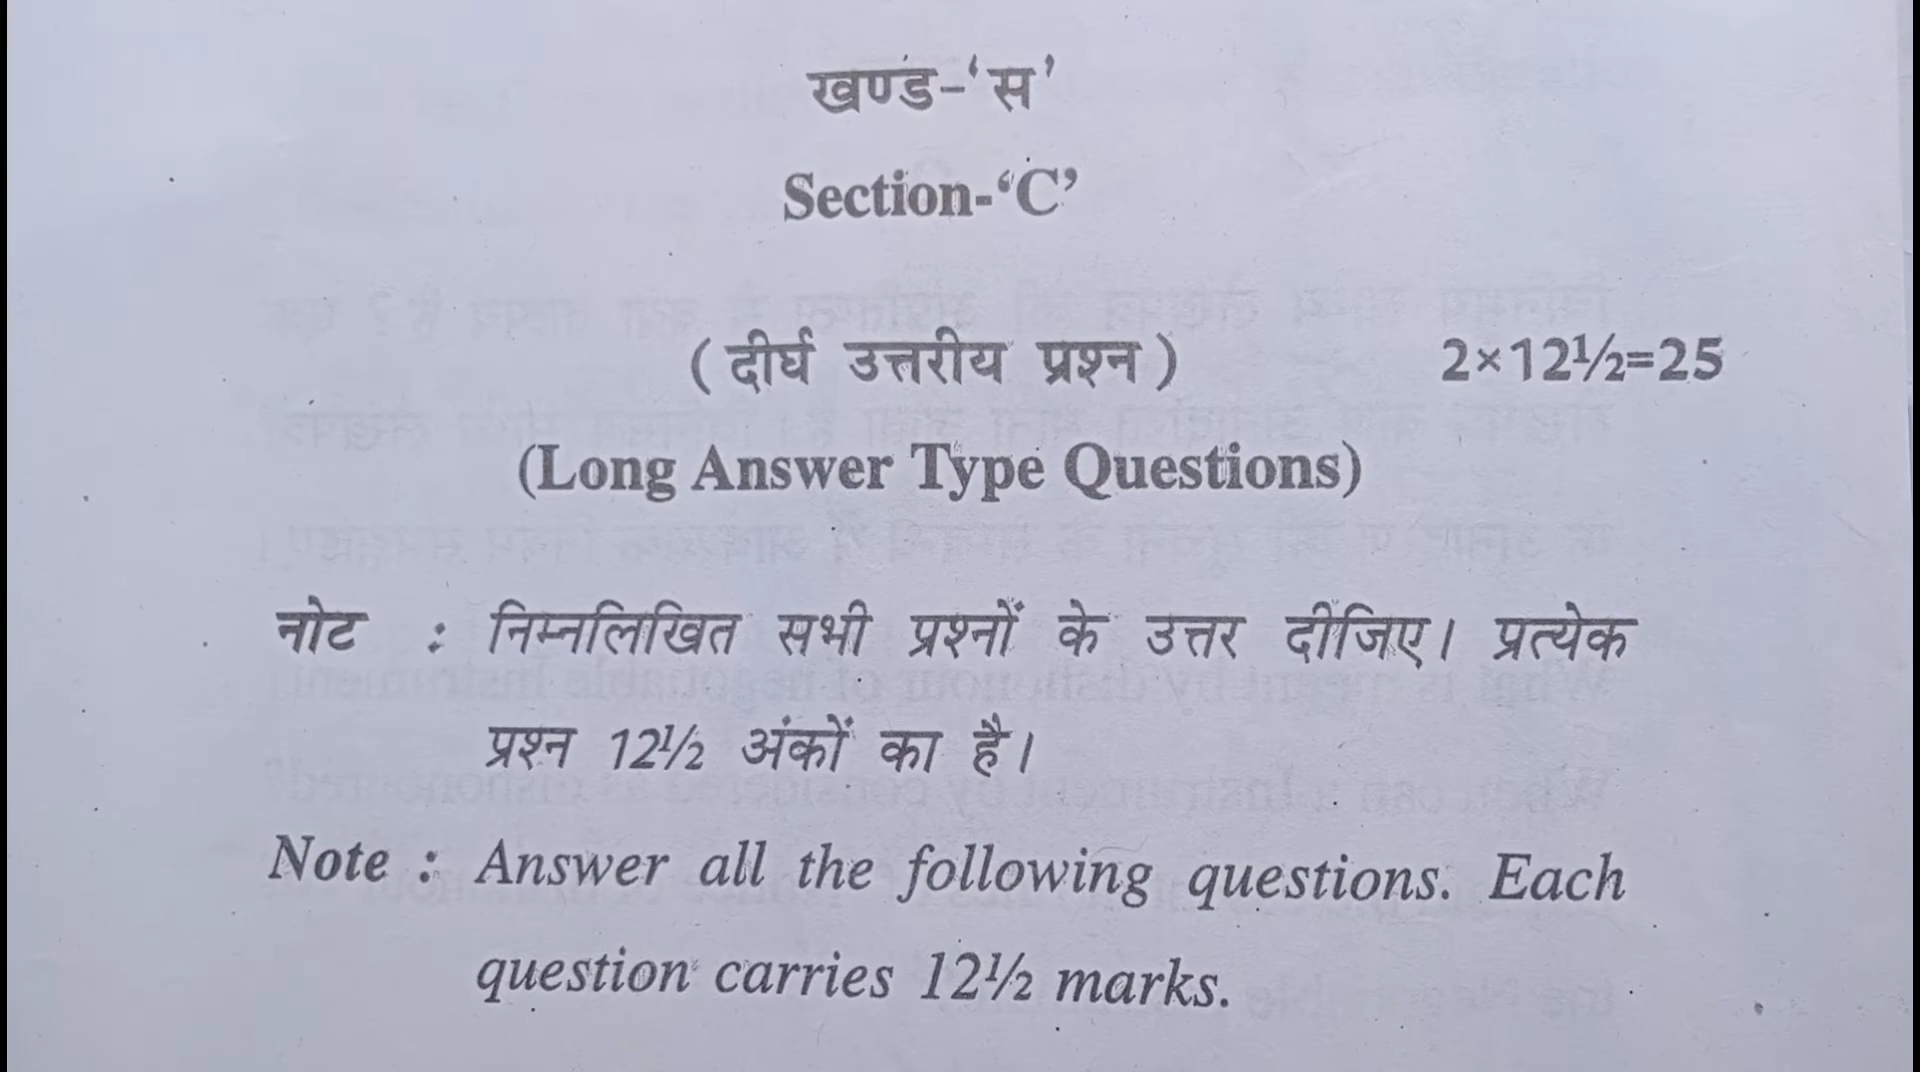 खण्ड-‘स’
Section-‘C’
( दीर्घ उत्तरीय प्रश्न ) 2×12½=25
(Long Answer Type Questions)
नोट : निम्नलिखित सभी प्रश्नों के उत्तर दीजिए। प्रत्येक
प्रश्न 12½ अंकों का है।
Note : Answer all the following questions. Each
question carries 12½ marks.